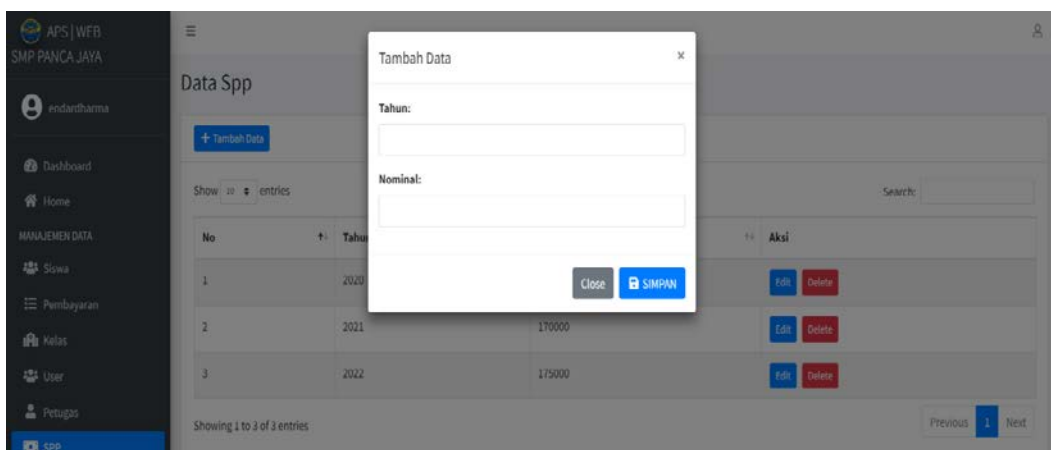 APS | WEB
SMP PANCA JAYA
endardharma
Dashboard
Home
MANAJEMEN DATA
Siswa
Pembayaran
Kelas
User
Petugas
SPP
Data Spp
+ Tambah Data
Show 10 entries
Search:
No Tahun Aksi
1 2020 Edit Delete
2 2021 170000 Edit Delete
3 2022 175000 Edit Delete
Showing 1 to 3 of 3 entries
Previous 1 Next
Tambah Data ×
Tahun:
Nominal:
Close SIMPAN